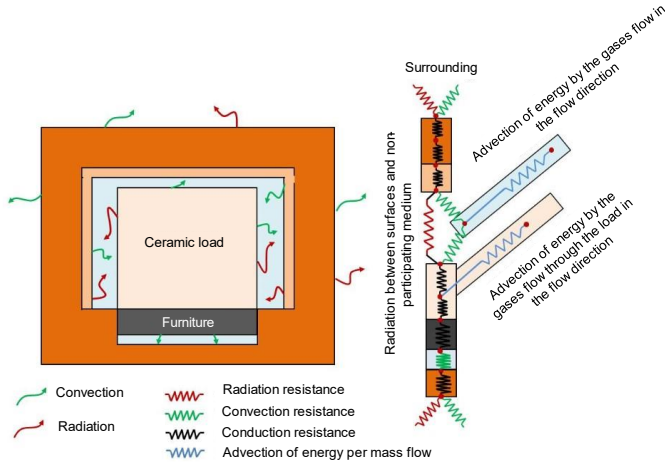 Surrounding
Advection of energy by the gases flow in
the flow direction
Radiation between surfaces and non-
participating medium
Ceramic load
Furniture
Advection of energy by the
gases flow through the load in
the flow direction
Convection
Radiation
Radiation resistance
Convection resistance
Conduction resistance
Advection of energy per mass flow